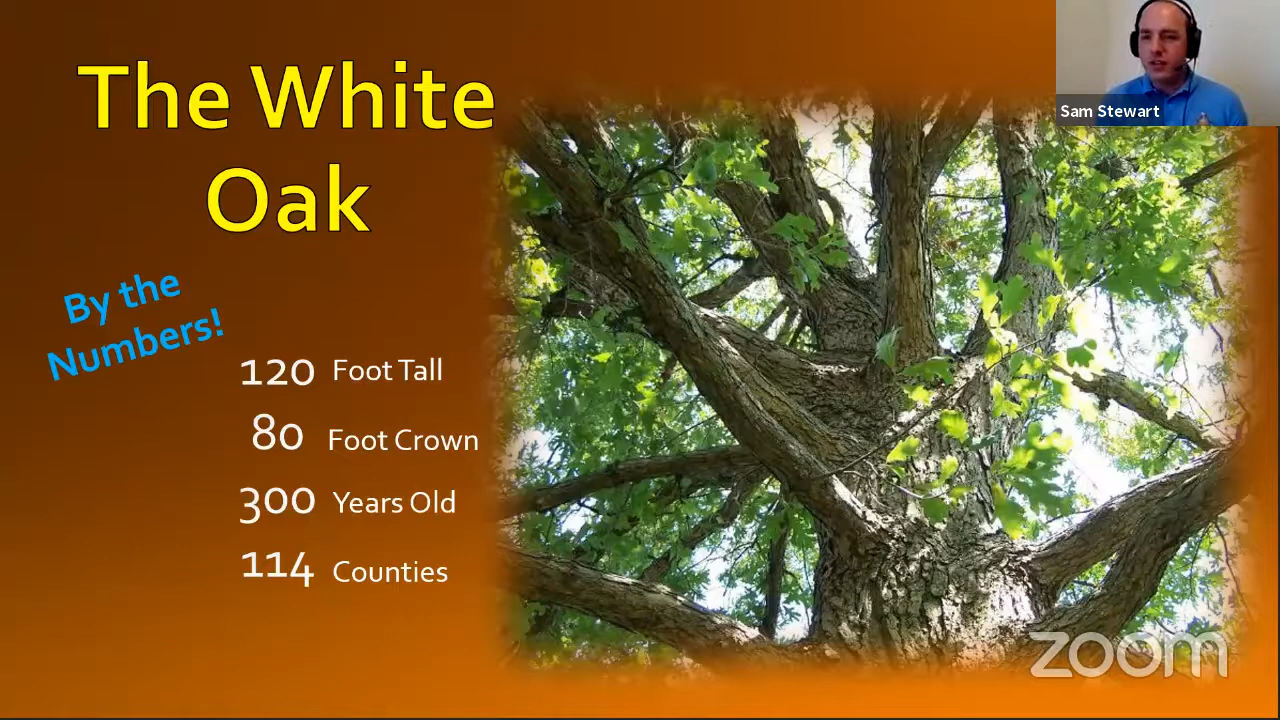 The White
Oak
By the
Numbers!
120 Foot Tall
80 Foot Crown
300 Years Old
114 Counties
Sam Stewart
zoom